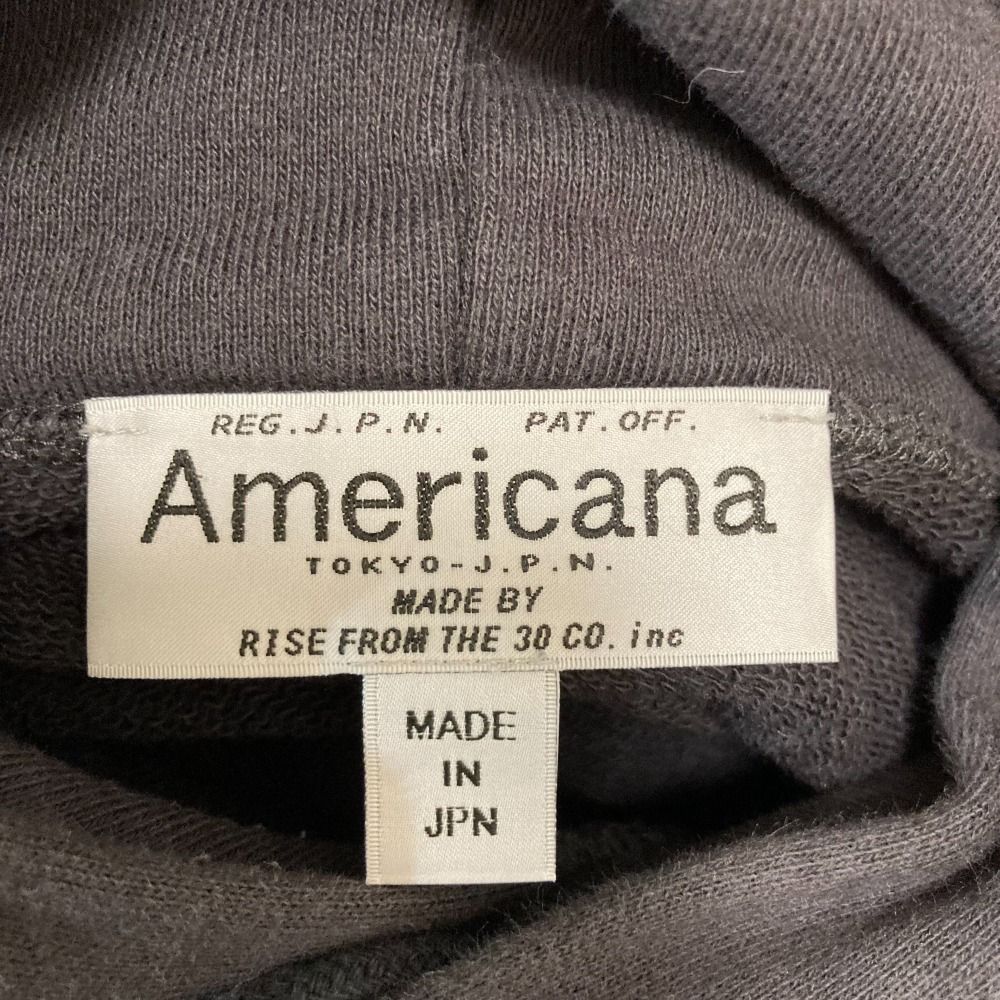 REG.J.P.N. PAT.OFF.
Americana
TOKYO-J.P.N.
MADE BY
RISE FROM THE 30 CO. inc
MADE
IN
JPN